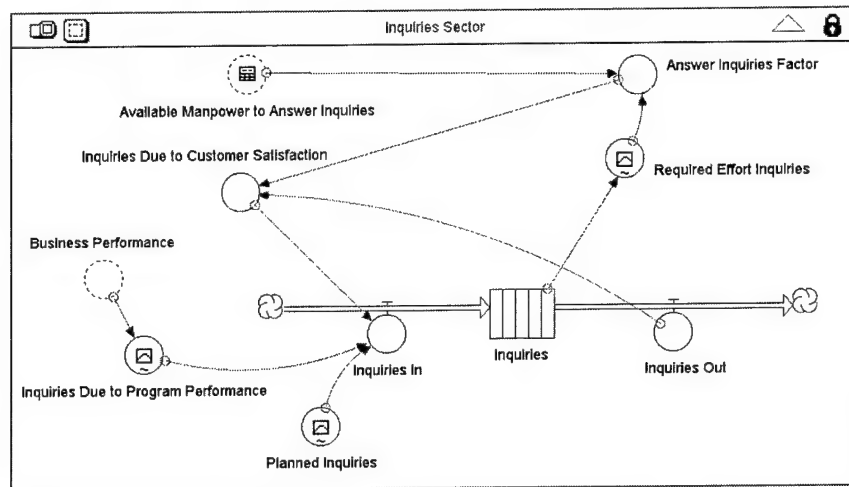 Inquiries Sector
Answer Inquiries Factor
Available Manpower to Answer Inquiries
Inquiries Due to Customer Satisfaction
Required Effort Inquiries
Business Performance
Inquiries In
Inquiries
Inquiries Out
Inquiries Due to Program Performance
Planned Inquiries